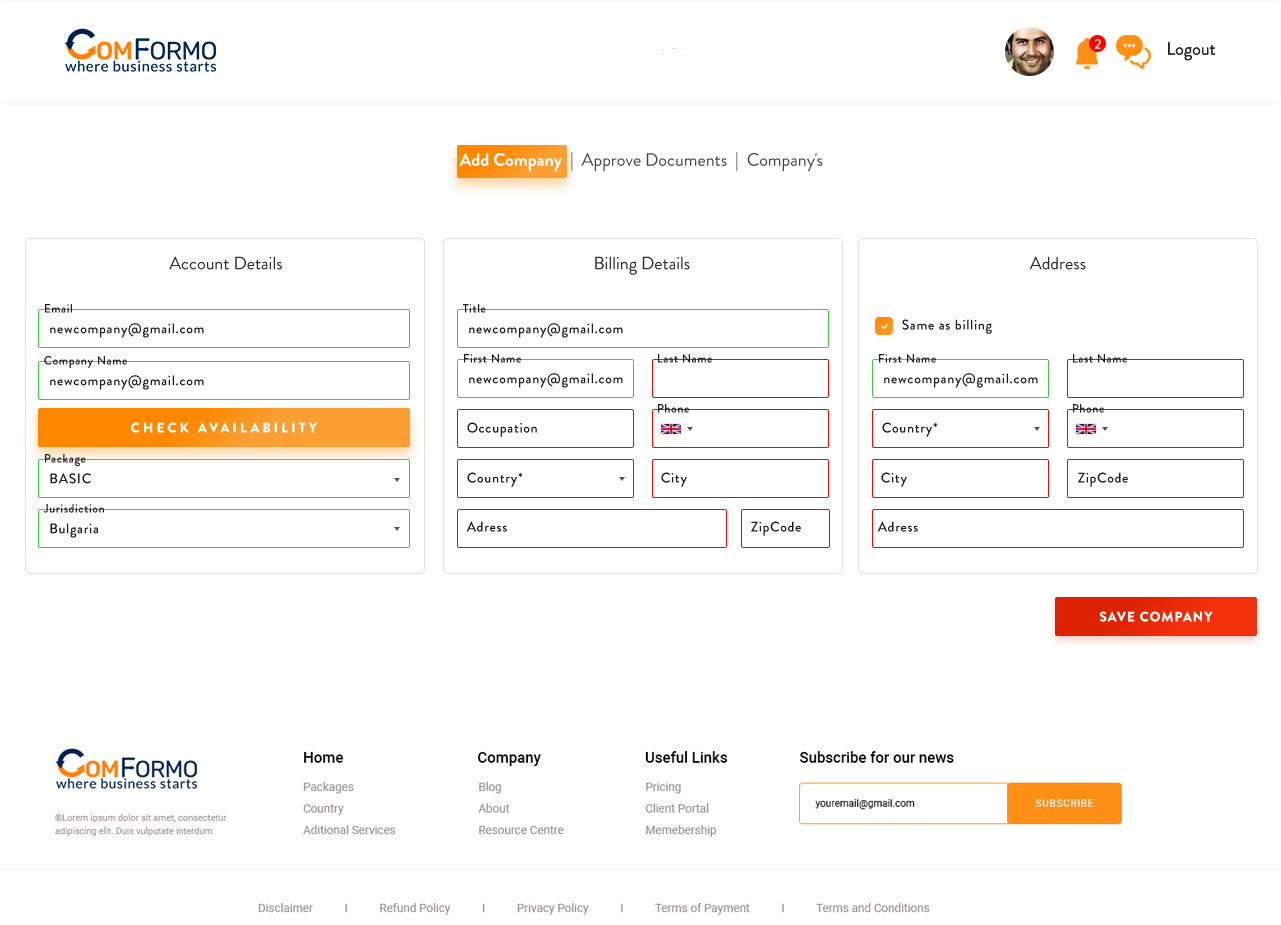 COMFORMO
where business starts
2
Logout
Add Company | Approve Documents | Company's
Account Details
Email
newcompany@gmail.com
Company Name
newcompany@gmail.com
CHECK AVAILABILITY
Package
BASIC
Jurisdiction
Bulgaria
Billing Details
Title
newcompany@gmail.com
First Name
newcompany@gmail.com
Last Name
Occupation
Phone
Country*
City
Adress
ZipCode
Address
Same as billing
First Name
newcompany@gmail.com
Last Name
Country*
Phone
City
ZipCode
Adress
SAVE COMPANY
COMFORMO
where business starts
©Lorem ipsum dolor sit amet, consectetur
adipiscing elit. Duis vulputate interdum.
Home
Packages
Country
Aditional Services
Company
Blog
About
Resource Centre
Useful Links
Pricing
Client Portal
Memebership
Subscribe for our news
youremail@gmail.com
SUBSCRIBE
Disclaimer | Refund Policy | Privacy Policy | Terms of Payment | Terms and Conditions